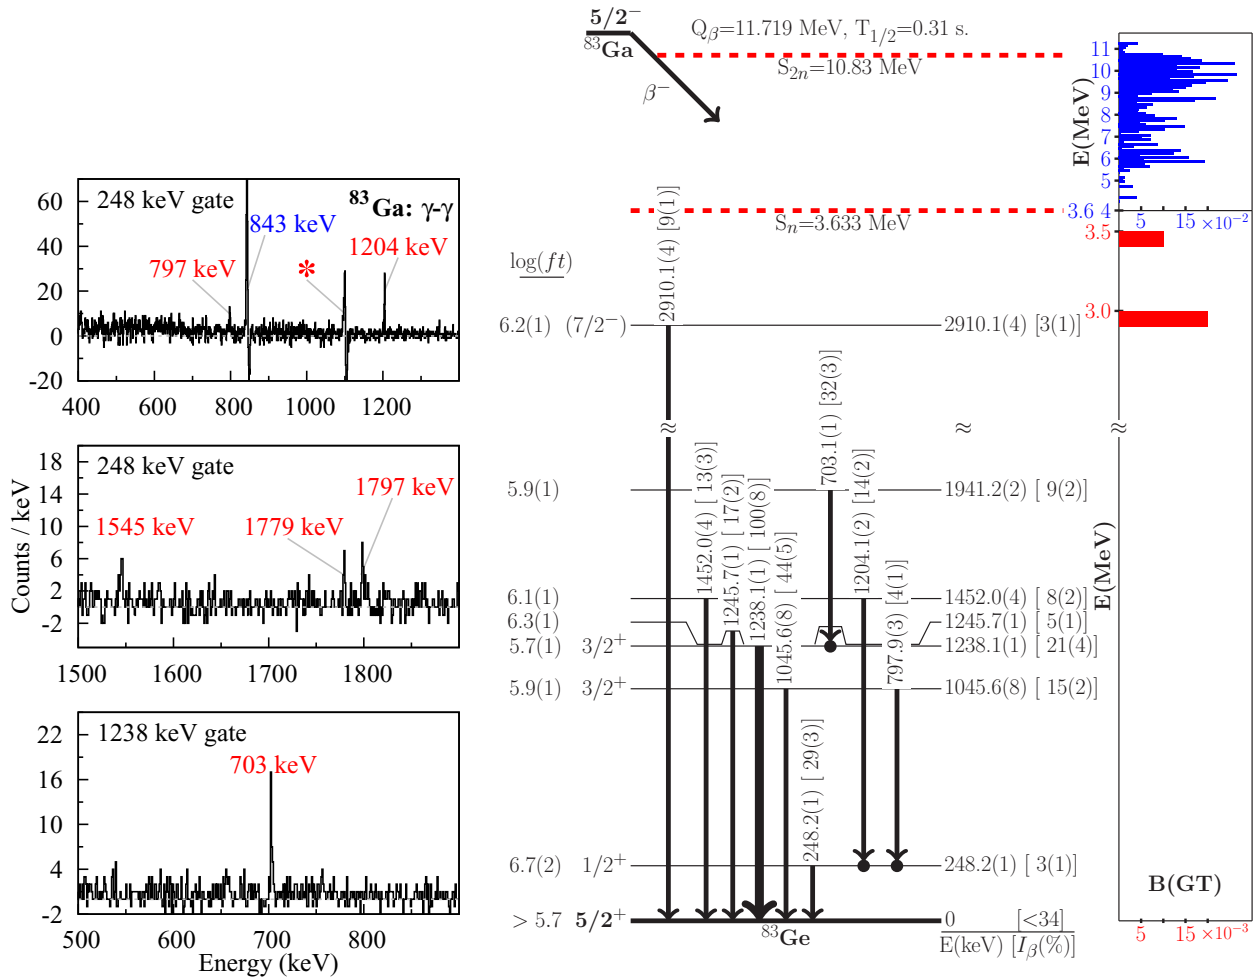 248 keV gate
⁸³Ga: γ-γ
843 keV
1204 keV
797 keV
*
60
40
20
0
-20
400 600 800 1000 1200
248 keV gate
1797 keV
1545 keV
1779 keV
18
14
10
6
2
-2
1500 1600 1700 1800
Counts / keV
1238 keV gate
703 keV
22
16
10
4
-2
500 600 700 800
Energy (keV)
5/2⁻
⁸³Ga
Q_β=11.719 MeV, T_{1/2}=0.31 s.
S_{2n}=10.83 MeV
β⁻
S_n=3.633 MeV
log(ft)
6.2(1) (7/2⁻)
2910.1(4) [9(1)]
2910.1(4) [3(1)]
≈ ≈ ≈
703.1(1) [32(3)]
5.9(1)
1941.2(2) [ 9(2)]
1452.0(4) [ 13(3)]
1245.7(1) [ 17(2)]
1238.1(1) [ 100(8)]
1045.6(8) [ 44(5)]
1204.1(2) [14(2)]
797.9(3) [4(1)]
6.1(1)
1452.0(4) [ 8(2)]
6.3(1)
1245.7(1) [ 5(1)]
5.7(1) 3/2⁺
1238.1(1) [ 21(4)]
5.9(1) 3/2⁺
1045.6(8) [ 15(2)]
248.2(1) [ 29(3)]
6.7(2) 1/2⁺
248.2(1) [ 3(1)]
> 5.7 5/2⁺
0 [<34]
⁸³Ge
E(keV) [I_β(%)]
E(MeV)
11
10
9
8
7
6
5
3.6 4
5 15 ×10⁻²
3.5
3.0
E(MeV)
B(GT)
5 15 ×10⁻³